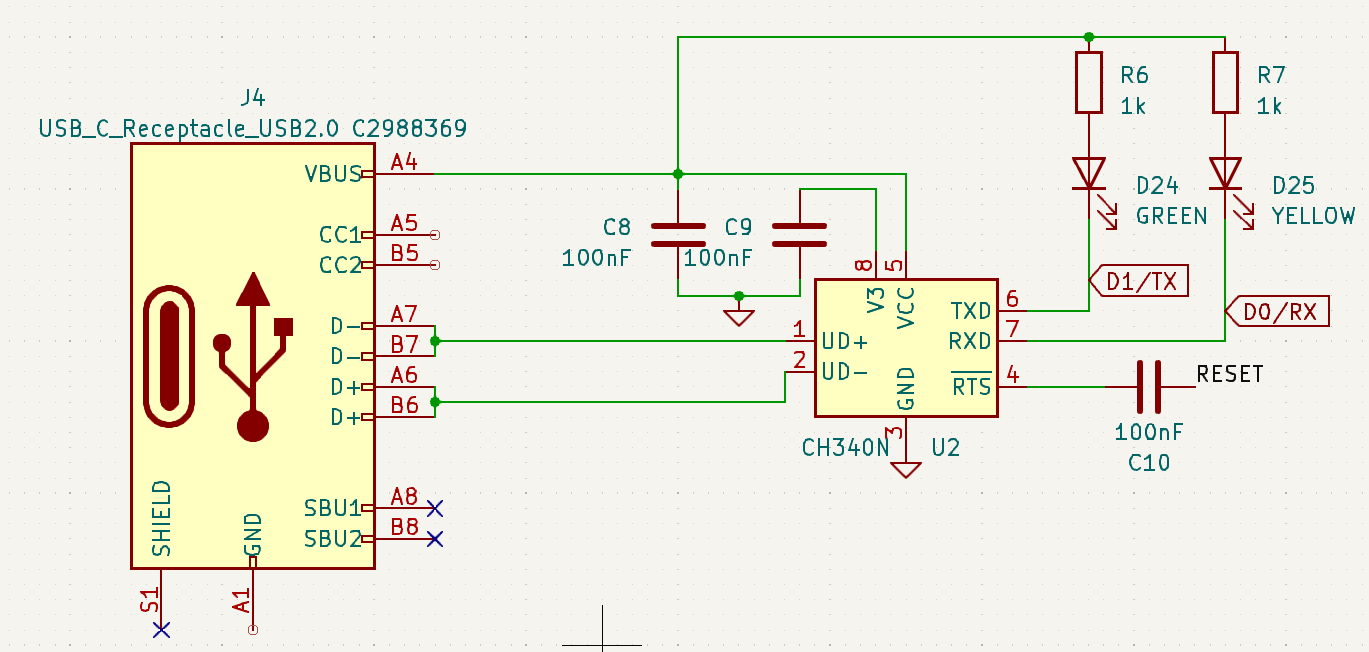 J4
USB_C_Receptacle_USB2.0 C2988369
VBUS A4
CC1 A5
CC2 B5
D- A7
D- B7
D+ A6
D+ B6
SBU1 A8
SBU2 B8
SHIELD
GND
S1
A1
C8
100nF
C9
100nF
8
5
V3
VCC
1 UD+
2 UD-
TXD 6
RXD 7
RTS 4
GND
3
CH340N U2
R6
1k
R7
1k
D24
GREEN
D25
YELLOW
D1/TX
D0/RX
RESET
100nF
C10